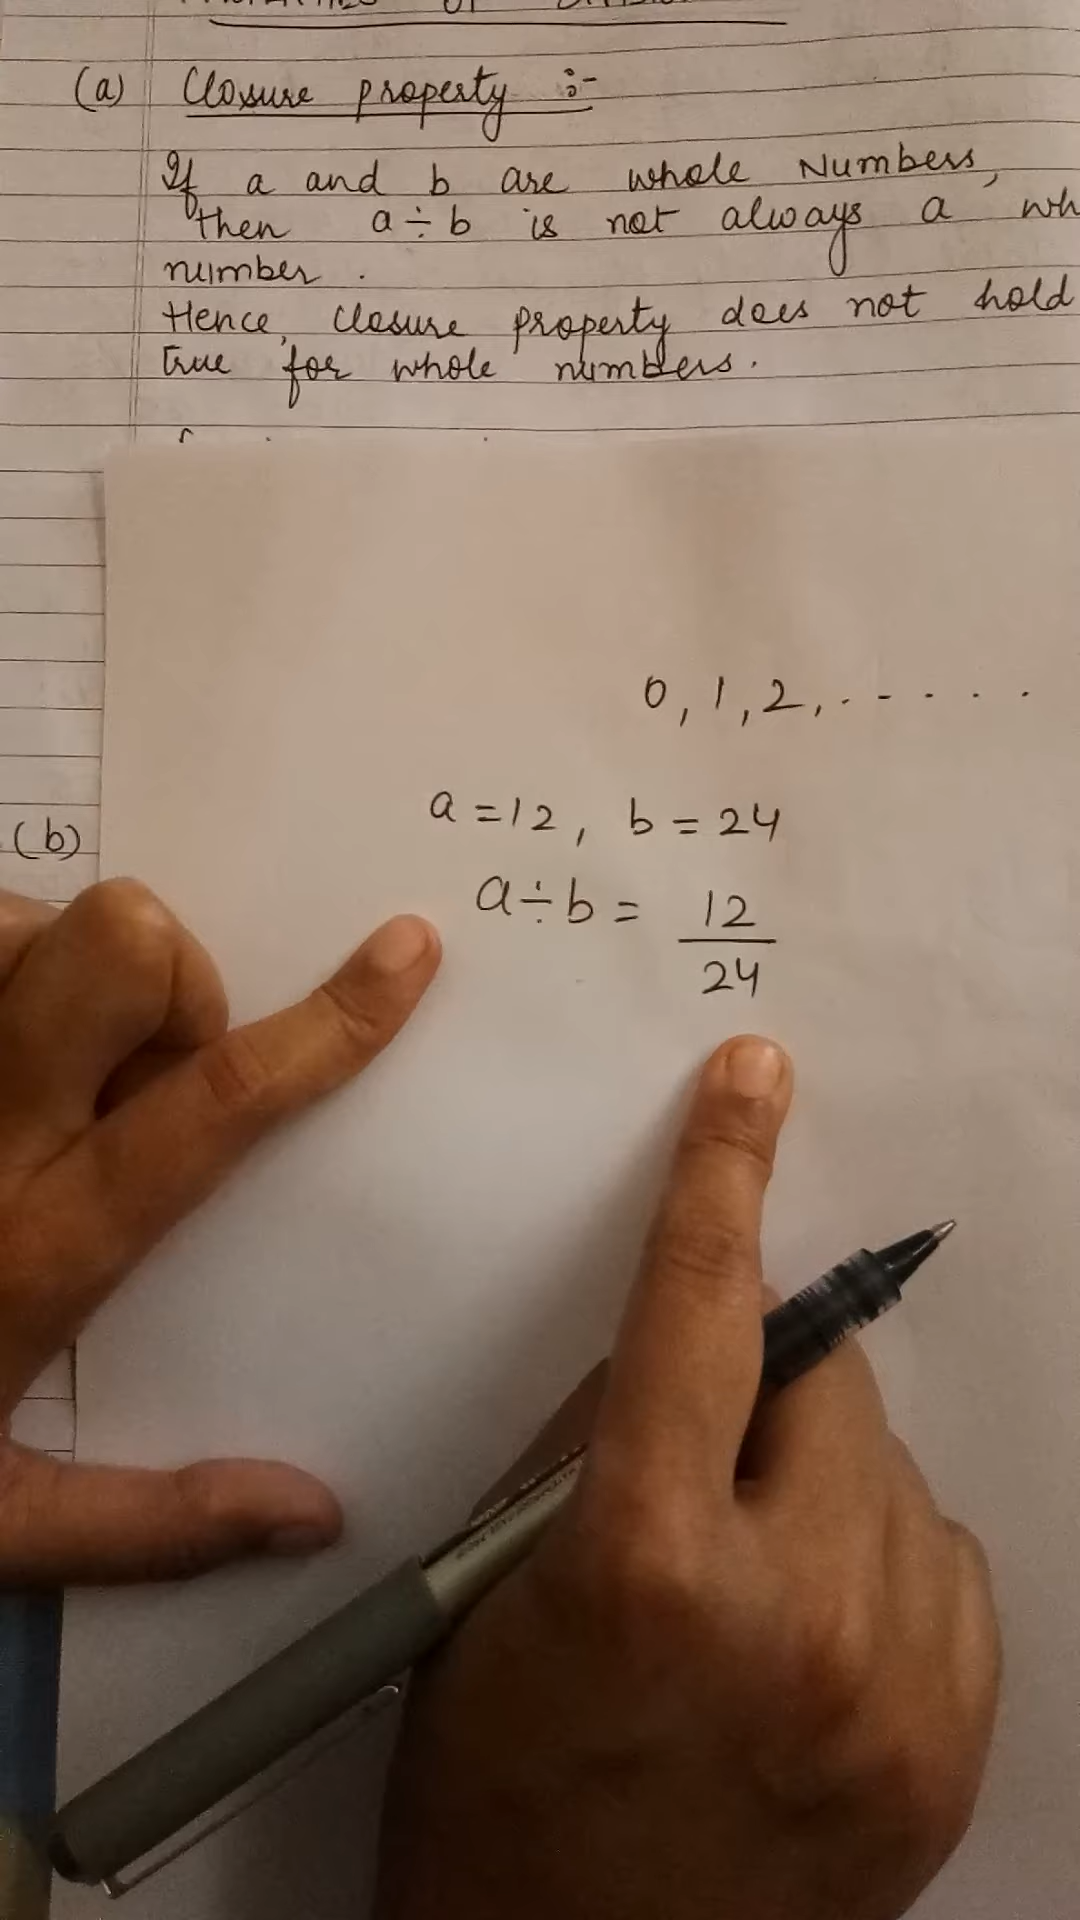 (a) Closure property :-
If a and b are whole Numbers,
then a ÷ b is not always a wh
number.
Hence, closure property does not hold
true for whole numbers.
0, 1, 2, . - . . . .
a = 12, b = 24
(b)
a ÷ b = 12
24